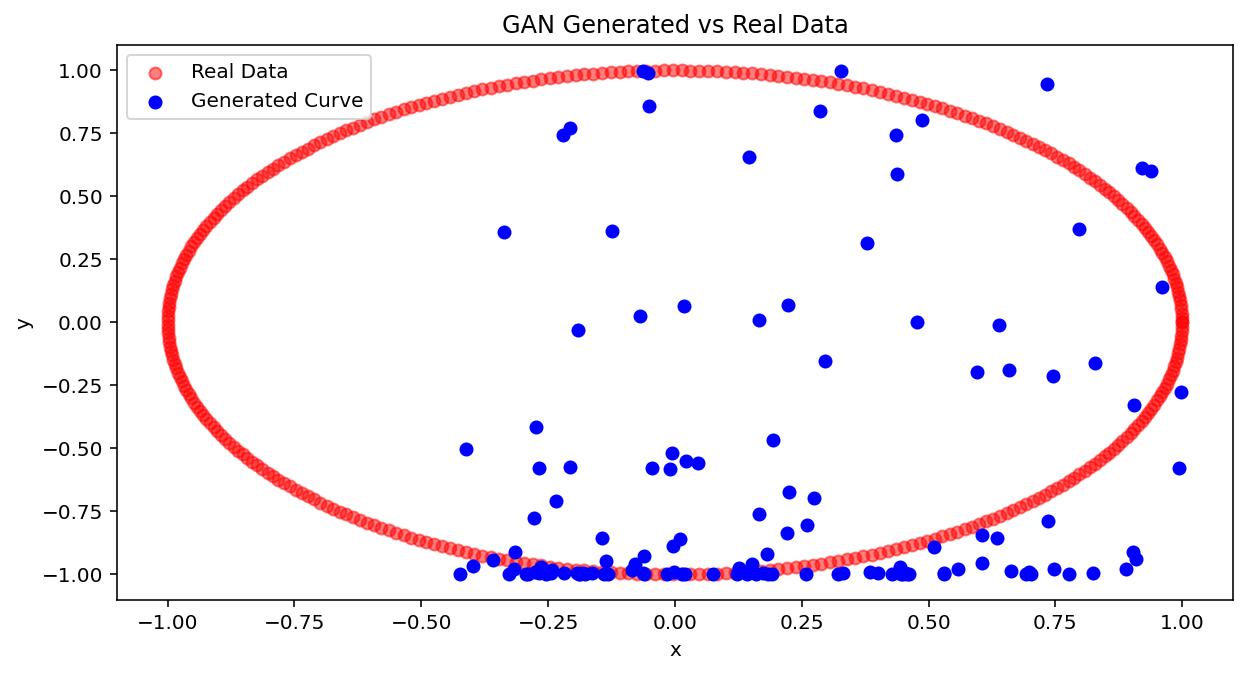 GAN Generated vs Real Data
Real Data
Generated Curve
1.00
0.75
0.50
0.25
0.00
−0.25
−0.50
−0.75
−1.00
y
−1.00 −0.75 −0.50 −0.25 0.00 0.25 0.50 0.75 1.00
x